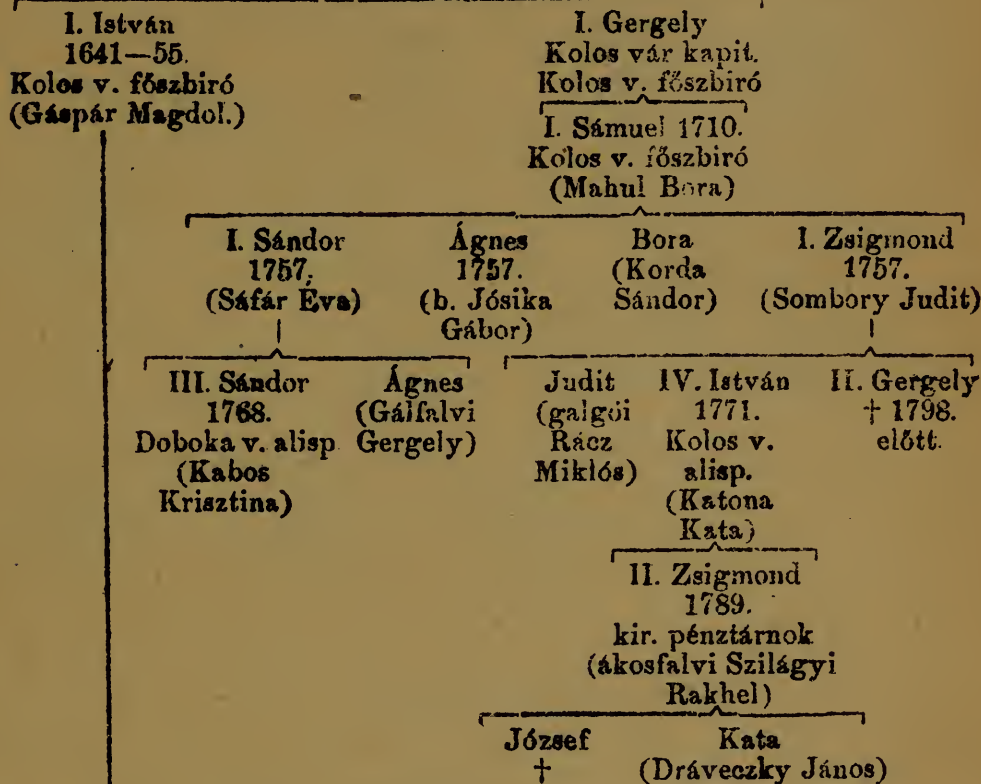 I. István
1641—55.
Kolos v. főszbiró
(Gáspár Magdol.)
I. Gergely
Kolos vár kapit.
Kolos v. főszbiró
I. Sámuel 1710.
Kolos v. főszbiró
(Mahul Bora)
I. Sándor
1757.
(Sáfár Éva)
Ágnes
1757.
(b. Jósika
Gábor)
Bora
(Korda
Sándor)
I. Zsigmond
1757.
(Sombory Judit)
III. Sándor
1768.
Doboka v. alisp
(Kabos
Krisztina)
Ágnes
(Gálfalvi
Gergely)
Judit
(galgói
Rácz
Miklós)
IV. István
1771.
Kolos v.
alisp.
(Katona
Kata)
II. Gergely
† 1798.
előtt.
II. Zsigmond
1789.
kir. pénztárnok
(ákosfalvi Szilágyi
Rakhel)
József
†
Kata
(Dráveczky János)